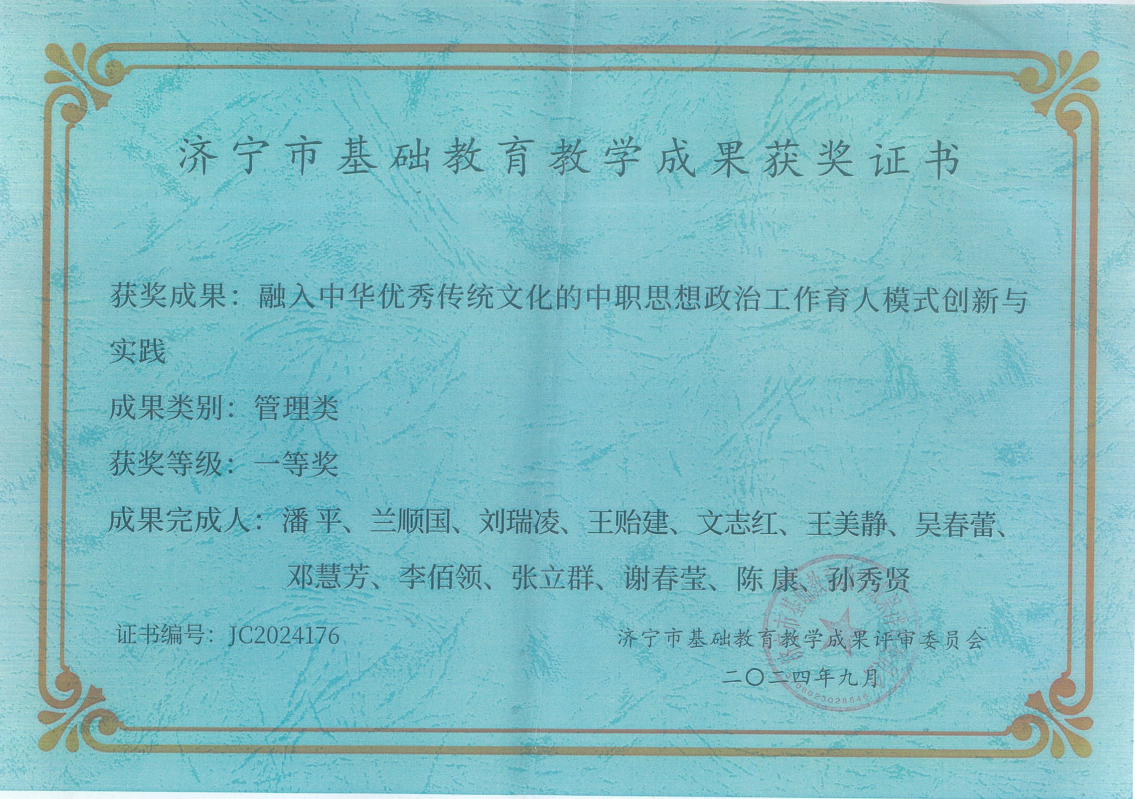 济宁市基础教育教学成果获奖证书
获奖成果：融入中华优秀传统文化的中职思想政治工作育人模式创新与
实践
成果类别：管理类
获奖等级：一等奖
成果完成人：潘 平、兰顺国、刘瑞凌、王贻建、文志红、王美静、吴春蕾、
邓慧芳、李佰领、张立群、谢春莹、陈 康、孙秀贤
证书编号：JC2024176
济宁市基础教育教学成果评审委员会
二〇二四年九月